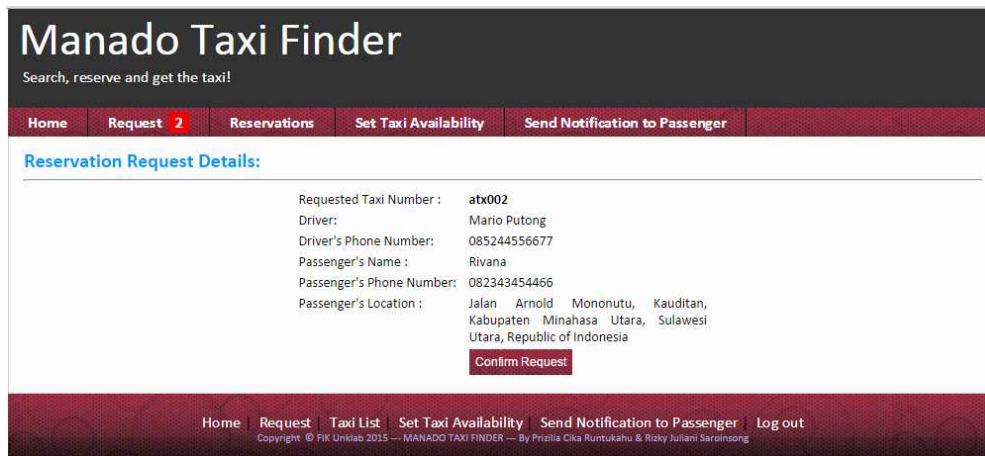 Manado Taxi Finder
Search, reserve and get the taxi!
Home Request 2 Reservations Set Taxi Availability Send Notification to Passenger
Reservation Request Details:
Requested Taxi Number : atx002
Driver: Mario Putong
Driver's Phone Number: 085244556677
Passenger's Name : Rivana
Passenger's Phone Number: 082343454466
Passenger's Location : Jalan Arnold Mononutu, Kauditan,
Kabupaten Minahasa Utara, Sulawesi
Utara, Republic of Indonesia
Confirm Request
Home Request Taxi List Set Taxi Availability Send Notification to Passenger Log out
Copyright © FIK Unklab 2015 --- MANADO TAXI FINDER --- By Prizilia Cika Runtukahu & Rizky Juliani Saroinsong